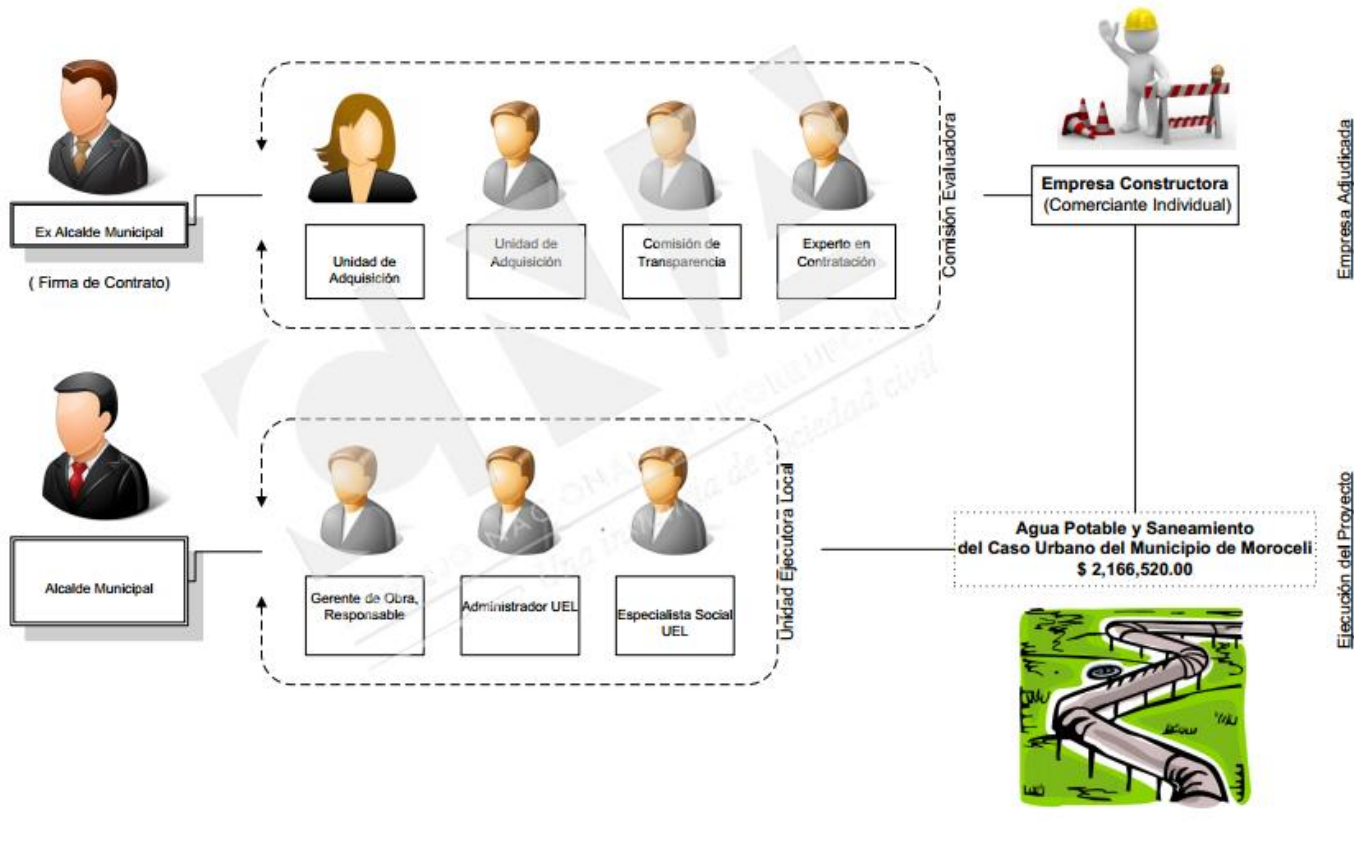 Ex Alcalde Municipal
( Firma de Contrato)
Unidad de
Adquisición
Unidad de
Adquisición
Comisión de
Transparencia
Experto en
Contratación
Comisión Evaluadora
Empresa Constructora
(Comerciante Individual)
Empresa Adjudicada
Alcalde Municipal
Gerente de Obra,
Responsable
Administrador UEL
Especialista Social
UEL
Unidad Ejecutora Local
Agua Potable y Saneamiento
del Caso Urbano del Municipio de Moroceli
$ 2,166,520.00
Ejecución del Proyecto
de sociedad civil